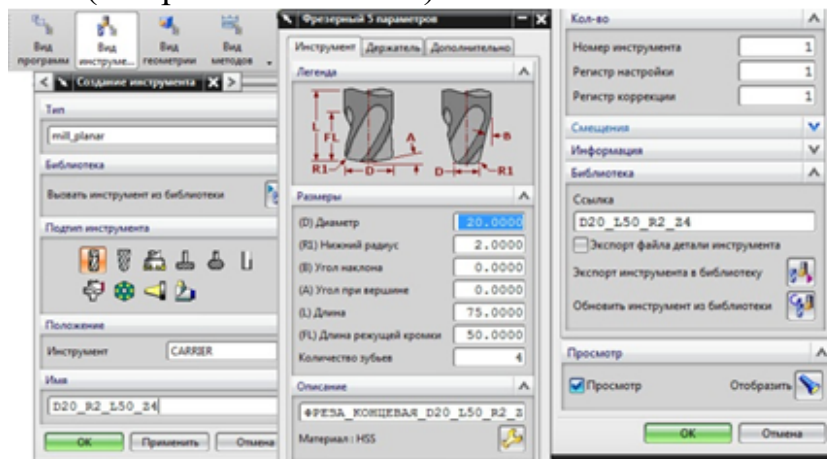 Вид программ
Вид инструме...
Вид геометрии
Вид методов
Создание инструмента
Тип
mill_planar
Библиотека
Вызвать инструмент из библиотеки
Подтип инструмента
Положение
Инструмент CARRIER
Имя
D20_R2_L50_Z4
OK Применить Отмена
Фрезерный 5 параметров
Инструмент Держатель Дополнительно
Легенда
L FL A B
R1 D D R1
Размеры
(D) Диаметр 20.0000
(R1) Нижний радиус 2.0000
(B) Угол наклона 0.0000
(A) Угол при вершине 0.0000
(L) Длина 75.0000
(FL) Длина режущей кромки 50.0000
Количество зубьев 4
Описание
ФРЕЗА_КОНЦЕВАЯ_D20_L50_R2_Z
Материал : HSS
Кол-во
Номер инструмента 1
Регистр настройки 1
Регистр коррекции 1
Смещения
Информация
Библиотека
Ссылка
D20_L50_R2_Z4
Экспорт файла детали инструмента
Экспорт инструмента в библиотеку
Обновить инструмент из библиотеки
Просмотр
Просмотр Отобразить
OK Отмена